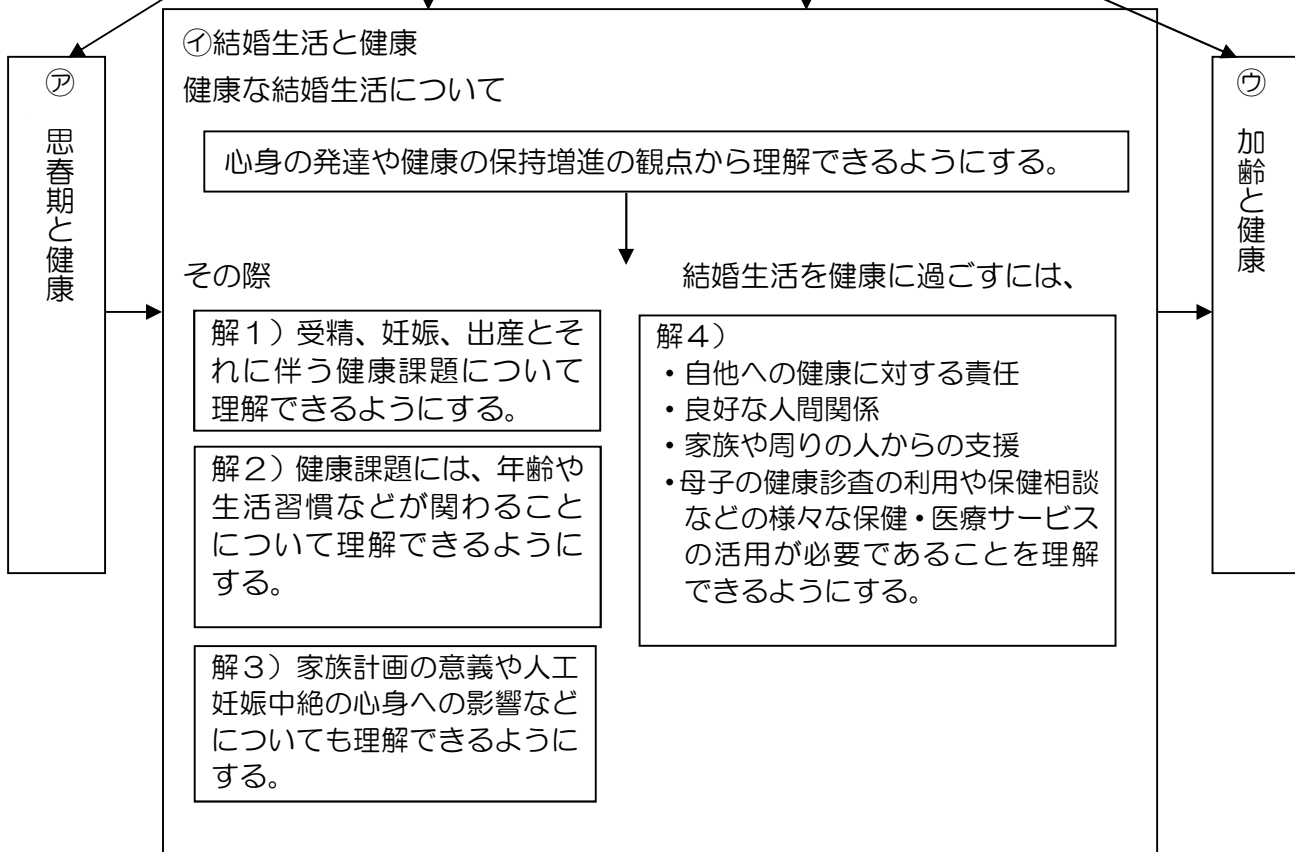 ㋐ 思春期と健康
㋑結婚生活と健康
健康な結婚生活について
心身の発達や健康の保持増進の観点から理解できるようにする。
その際
解1）受精、妊娠、出産とそ
れに伴う健康課題について
理解できるようにする。
解2）健康課題には、年齢や
生活習慣などが関わること
について理解できるように
する。
解3）家族計画の意義や人工
妊娠中絶の心身への影響など
についても理解できるように
する。
結婚生活を健康に過ごすには、
解4）
・自他への健康に対する責任
・良好な人間関係
・家族や周りの人からの支援
・母子の健康診査の利用や保健相談
などの様々な保健・医療サービス
の活用が必要であることを理解
できるようにする。
㋒ 加齢と健康